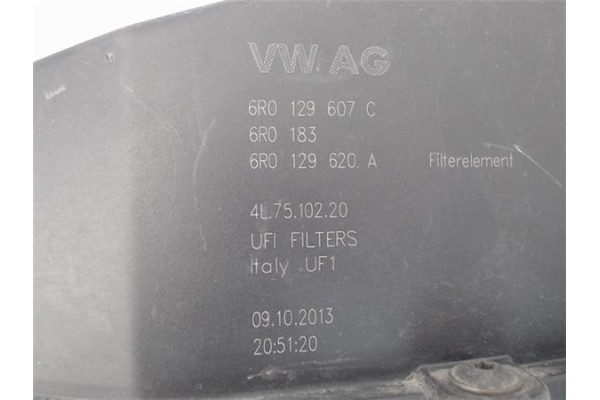 VW AG
6R0 129 607 C
6R0 183
6R0 129 620 A Filterelement
4L.75.102.20
UFI FILTERS
Italy UF1
09.10.2013
20:51:20